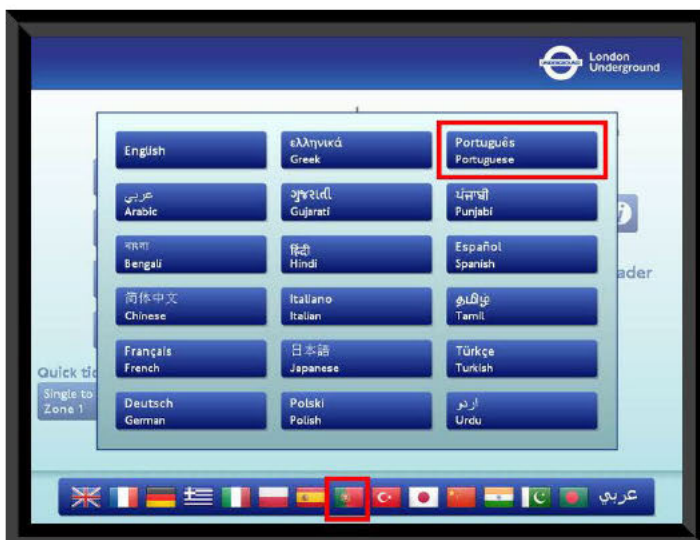 London
Underground
UNDERGROUND
English
ελληνικά
Greek
Português
Portuguese
عربي
Arabic
ગુજરાતી
Gujarati
ਪੰਜਾਬੀ
Punjabi
বাংলা
Bengali
हिंदी
Hindi
Español
Spanish
简体中文
Chinese
Italiano
Italian
தமிழ்
Tamil
Français
French
日本語
Japanese
Türkçe
Turkish
Deutsch
German
Polski
Polish
اردو
Urdu
i
ader
Quick tic
Single to
Zone 1
عربي